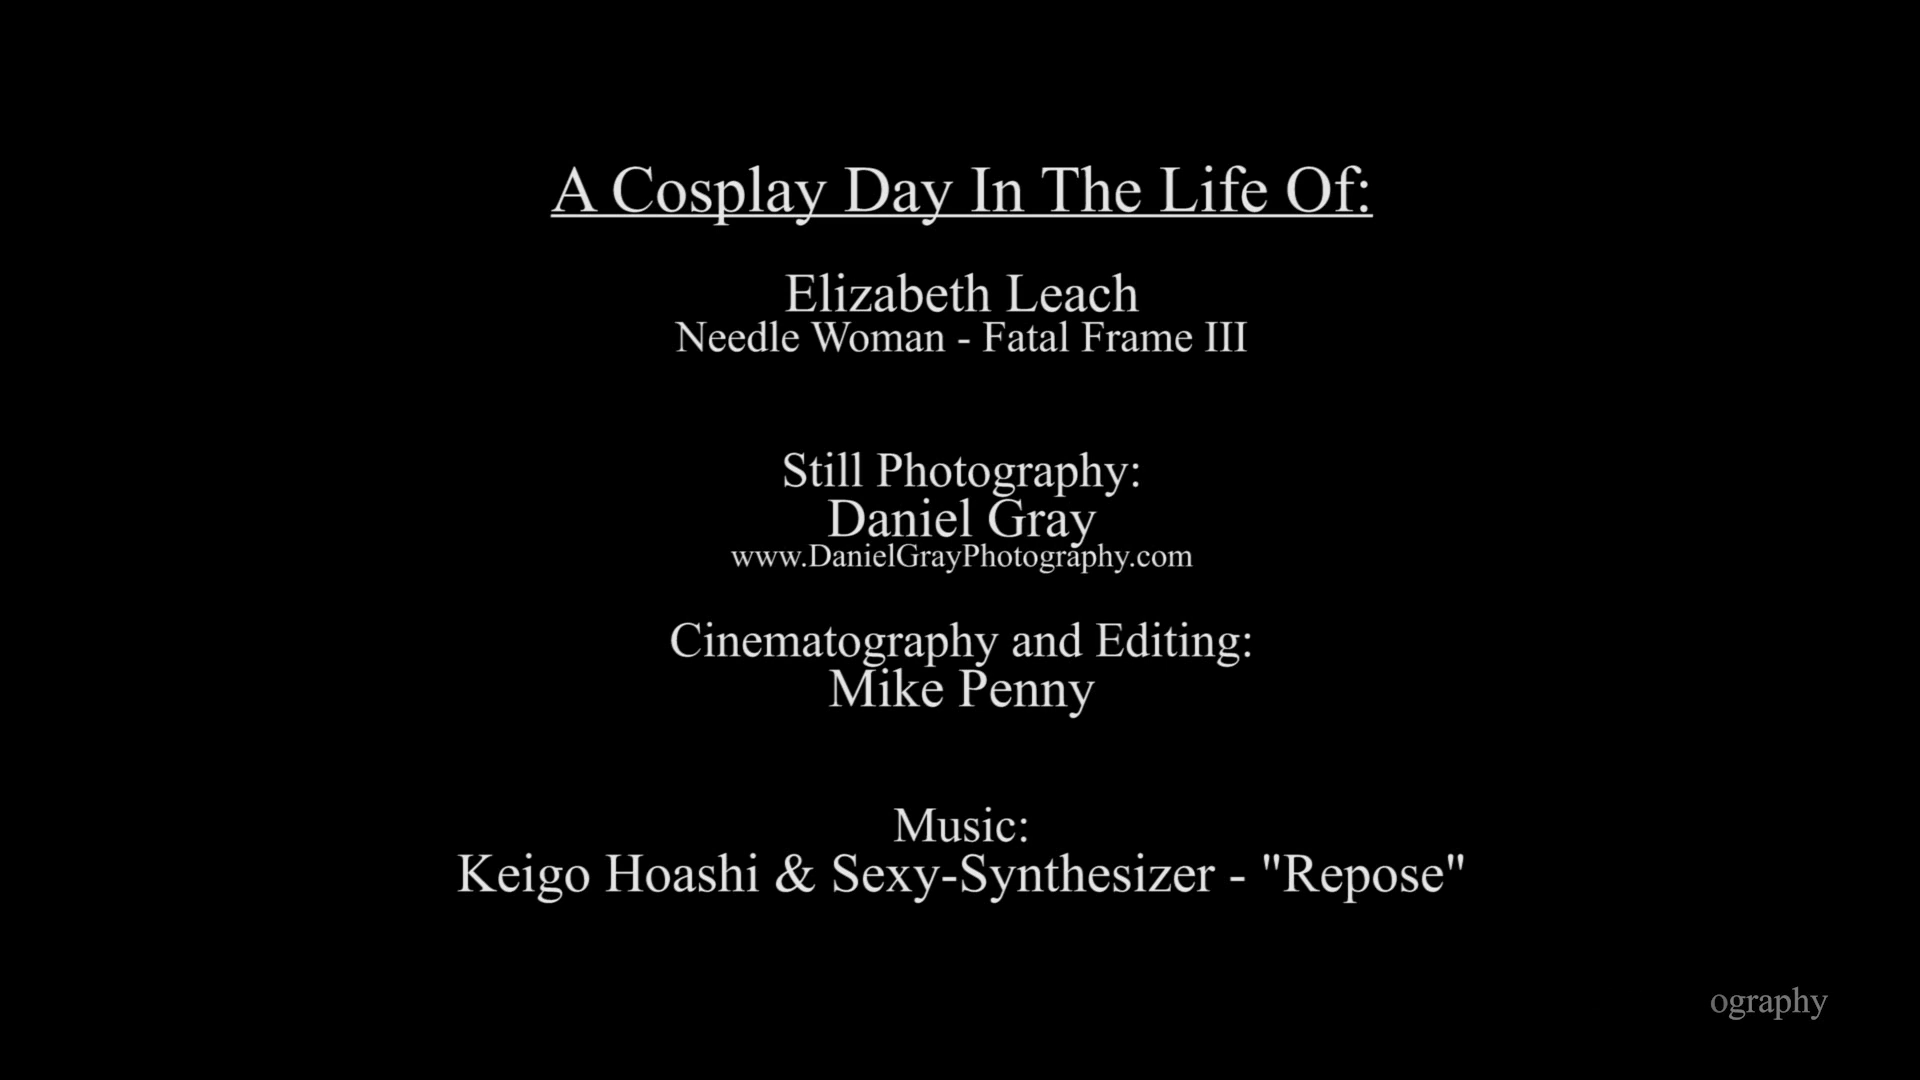 A Cosplay Day In The Life Of:
Elizabeth Leach
Needle Woman - Fatal Frame III
Still Photography:
Daniel Gray
www.DanielGrayPhotography.com
Cinematography and Editing:
Mike Penny
Music:
Keigo Hoashi & Sexy-Synthesizer - "Repose"
ography